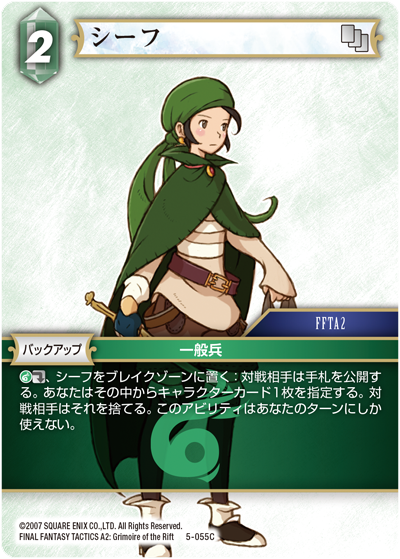 2
シーフ
FFTA2
バックアップ
一般兵
、シーフをブレイクゾーンに置く：対戦相手は手札を公開す
る。あなたはその中からキャラクターカード1枚を指定する。対
戦相手はそれを捨てる。このアビリティはあなたのターンにしか
使えない。
©2007 SQUARE ENIX CO.,LTD. All Rights Reserved.
FINAL FANTASY TACTICS A2: Grimoire of the Rift
5-055C